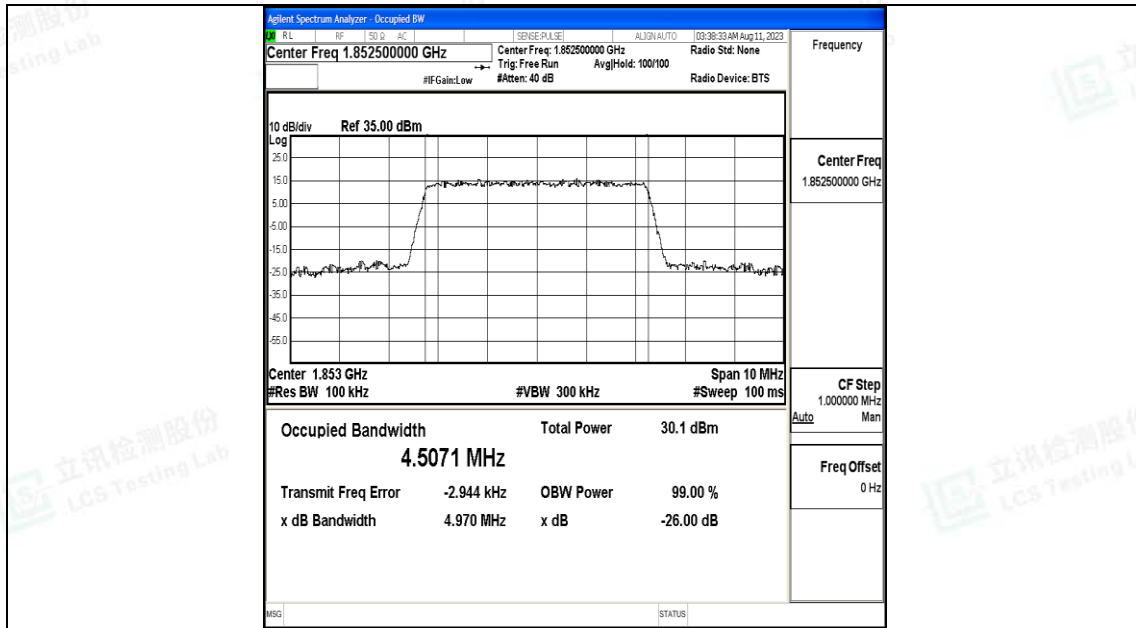 Agilent Spectrum Analyzer - Occupied BW
RL RF 50 Ω AC SENSE:PULSE ALIGNAUTO 03:38:33 AM Aug 11, 2023
Center Freq 1.852500000 GHz
Center Freq: 1.852500000 GHz Radio Std: None
Trig: Free Run Avg|Hold: 100/100
#IFGain:Low #Atten: 40 dB Radio Device: BTS
10 dB/div Ref 35.00 dBm
Log
25.0
15.0
5.00
-5.00
-15.0
-25.0
-35.0
-45.0
-55.0
Center 1.853 GHz Span 10 MHz
#Res BW 100 kHz #VBW 300 kHz #Sweep 100 ms
Occupied Bandwidth Total Power 30.1 dBm
4.5071 MHz
Transmit Freq Error -2.944 kHz OBW Power 99.00 %
x dB Bandwidth 4.970 MHz x dB -26.00 dB
MSG STATUS
Frequency
Center Freq
1.852500000 GHz
CF Step
1.000000 MHz
Auto Man
Freq Offset
0 Hz
立讯检测股份
LCS Testing Lab
立讯检测股份